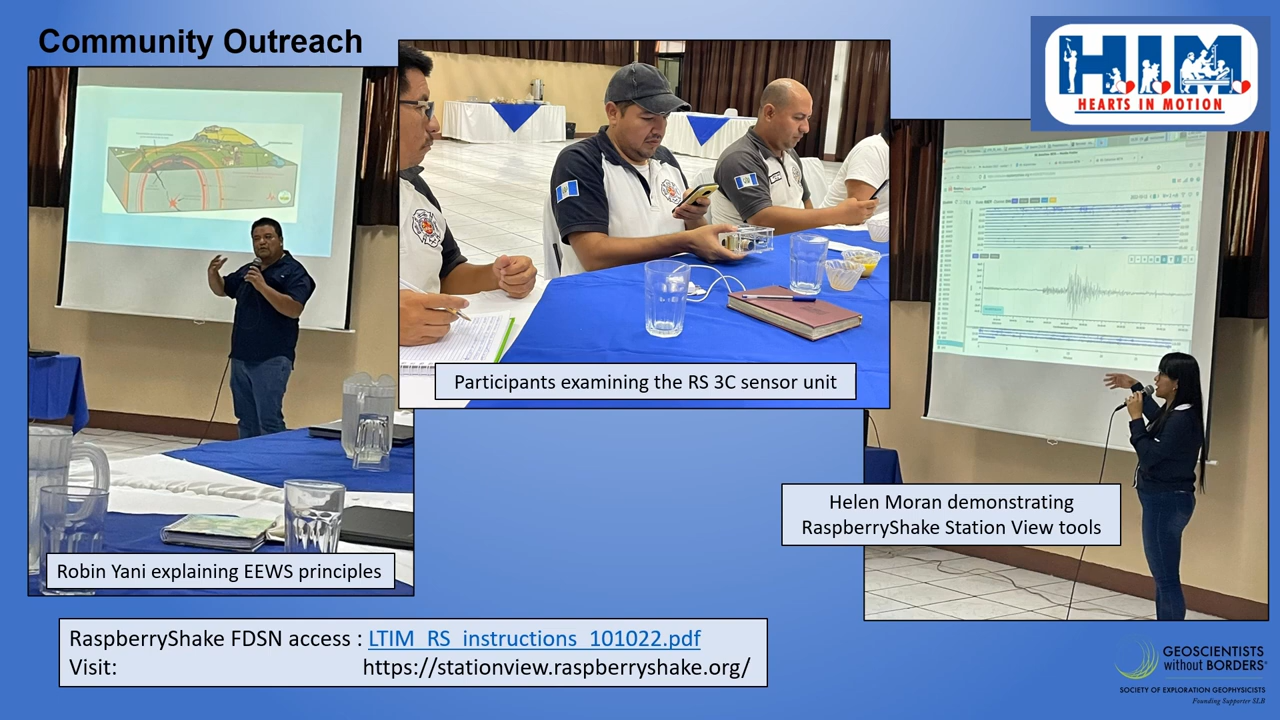 Community Outreach
H.I.M.
HEARTS IN MOTION
Participants examining the RS 3C sensor unit
Helen Moran demonstrating
RaspberryShake Station View tools
Robin Yani explaining EEWS principles
RaspberryShake FDSN access : LTIM_RS_instructions_101022.pdf
Visit: https://stationview.raspberryshake.org/
GEOSCIENTISTS
without BORDERS
SOCIETY OF EXPLORATION GEOPHYSICISTS
Founding Supporter SLB